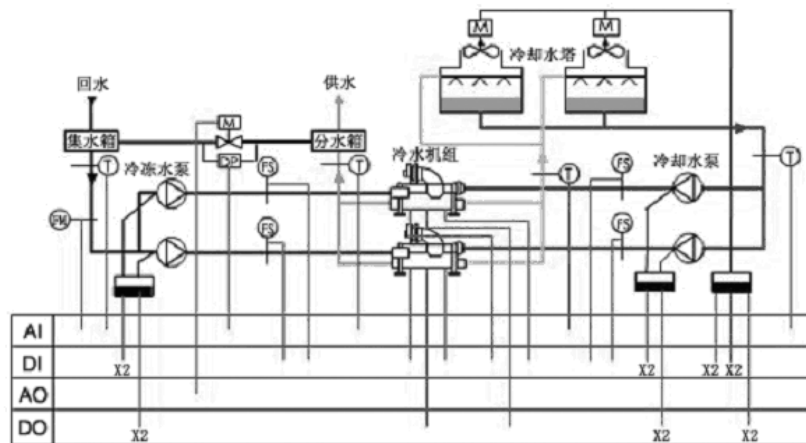 M M
冷却水塔
回水 供水
M
集水箱 分水箱
DP
冷水机组
T FS T T FS 冷却水泵 T
冷冻水泵
FM FS FS
AI
DI X2 X2 X2 X2
AO
DO X2 X2 X2